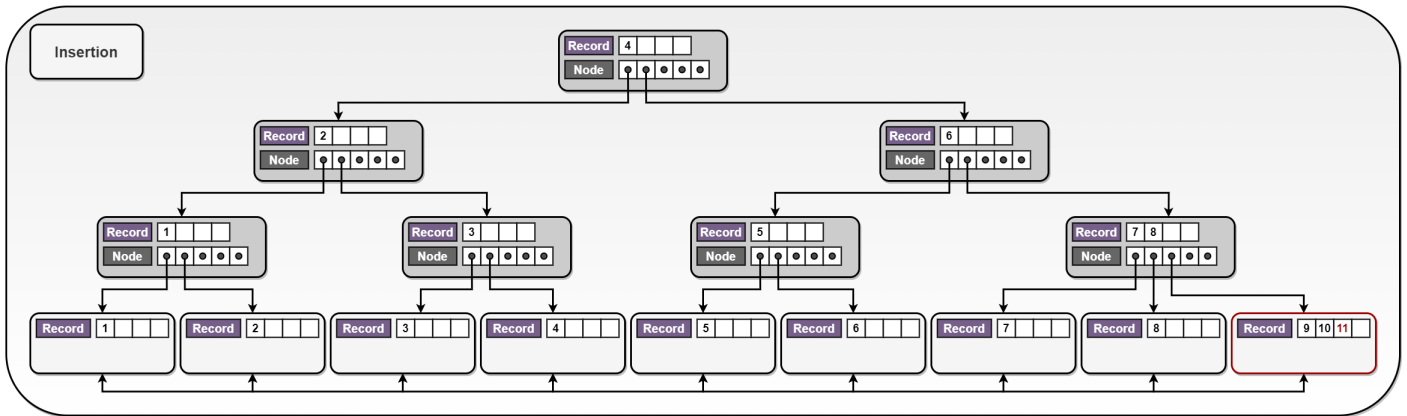 Insertion
Record 4
Node
Record 2
Node
Record 6
Node
Record 1
Node
Record 3
Node
Record 5
Node
Record 7 8
Node
Record 1
Record 2
Record 3
Record 4
Record 5
Record 6
Record 7
Record 8
Record 9 10 11